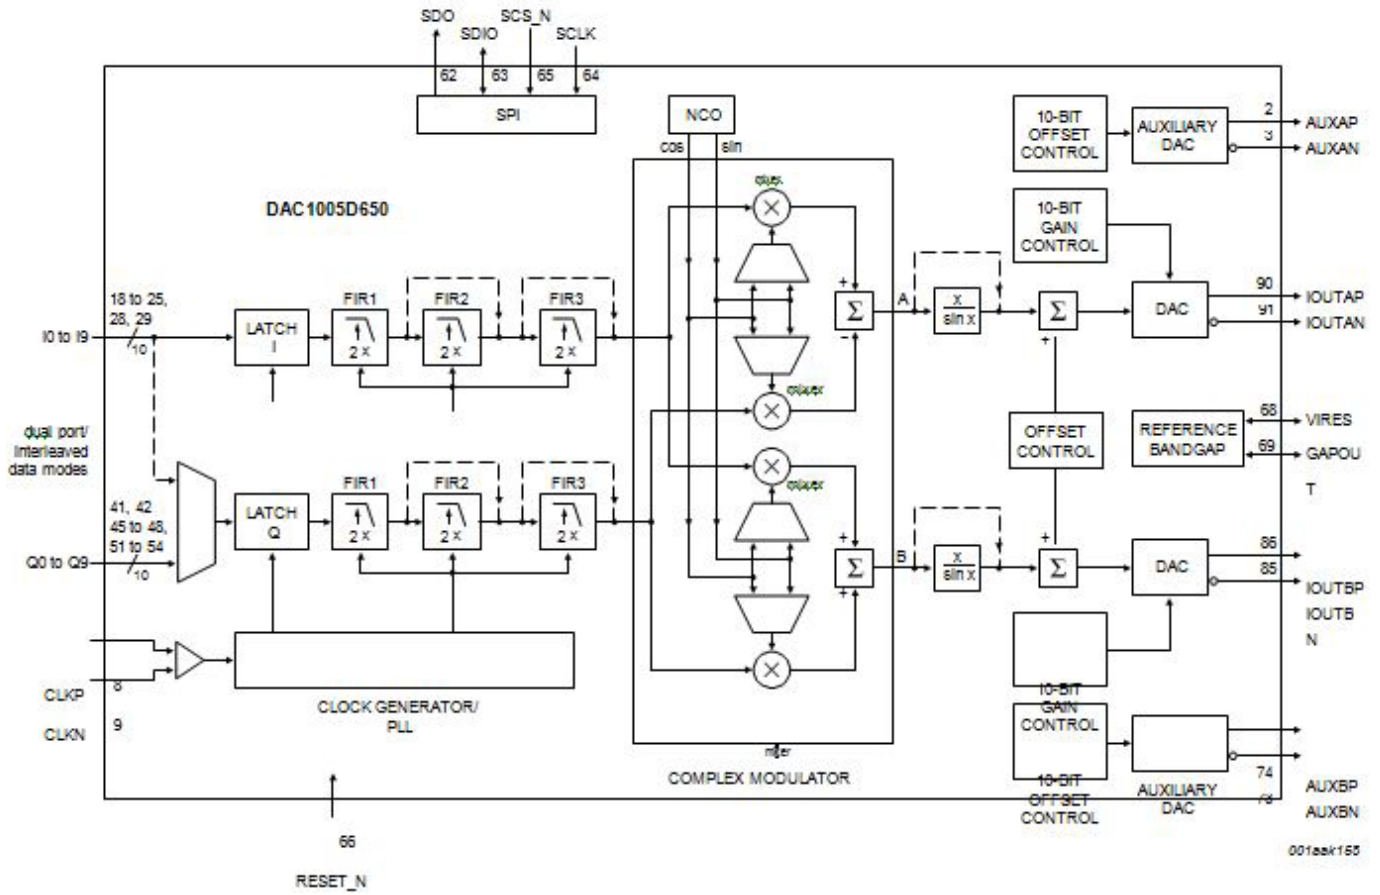 SDO
SDIO
SCS_N
SCLK
62
63
65
64
SPI
NCO
cos
sin
DAC1005D650
10-BIT
OFFSET
CONTROL
AUXILIARY
DAC
2
3
AUXAP
AUXAN
10-BIT
GAIN
CONTROL
18 to 25,
28, 29
I0 to I9
10
LATCH
I
FIR1
2 x
FIR2
2 x
FIR3
2 x
+
Σ
−
A
x
sin x
Σ
+
DAC
90
91
IOUTAP
IOUTAN
dual port/
interleaved
data modes
OFFSET
CONTROL
REFERENCE
BANDGAP
68
69
VIRES
GAPOU
T
41, 42
45 to 48,
51 to 54
Q0 to Q9
10
LATCH
Q
FIR1
2 x
FIR2
2 x
FIR3
2 x
+
Σ
+
B
x
sin x
+
Σ
DAC
86
85
IOUTBP
IOUTB
N
CLKP
8
CLKN
9
CLOCK GENERATOR/
PLL
COMPLEX MODULATOR
10-BIT
GAIN
CONTROL
10-BIT
OFFSET
CONTROL
AUXILIARY
DAC
74
73
AUXBP
AUXBN
66
RESET_N
001aak155